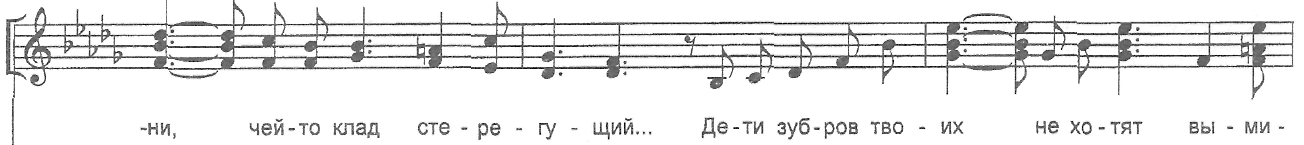 -ни, чей-то клад сте - ре - гу - щий... Де-ти зуб-ров тво - их не хо-тят вы - ми -